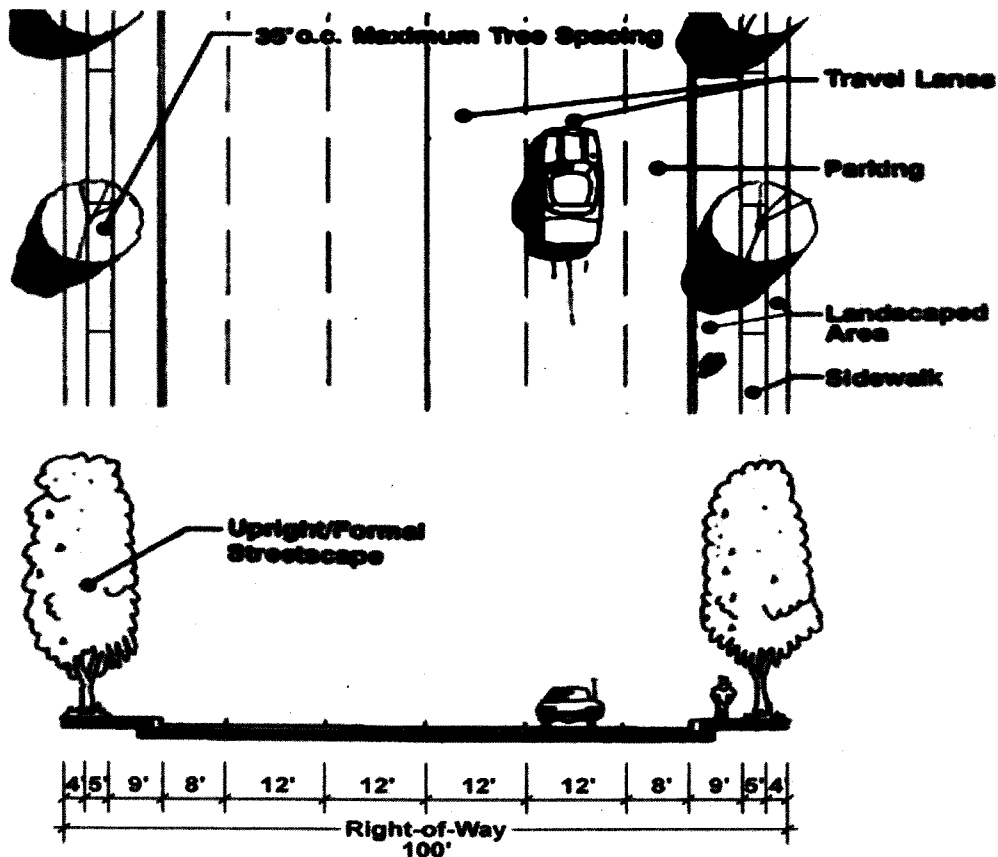 35' o.c. Maximum Tree Spacing
Travel Lanes
Parking
Landscaped
Area
Sidewalk
Upright/Formal
Streetscape
4' 5' 9' 8' 12' 12' 12' 12' 8' 9' 5' 4'
Right-of-Way
100'